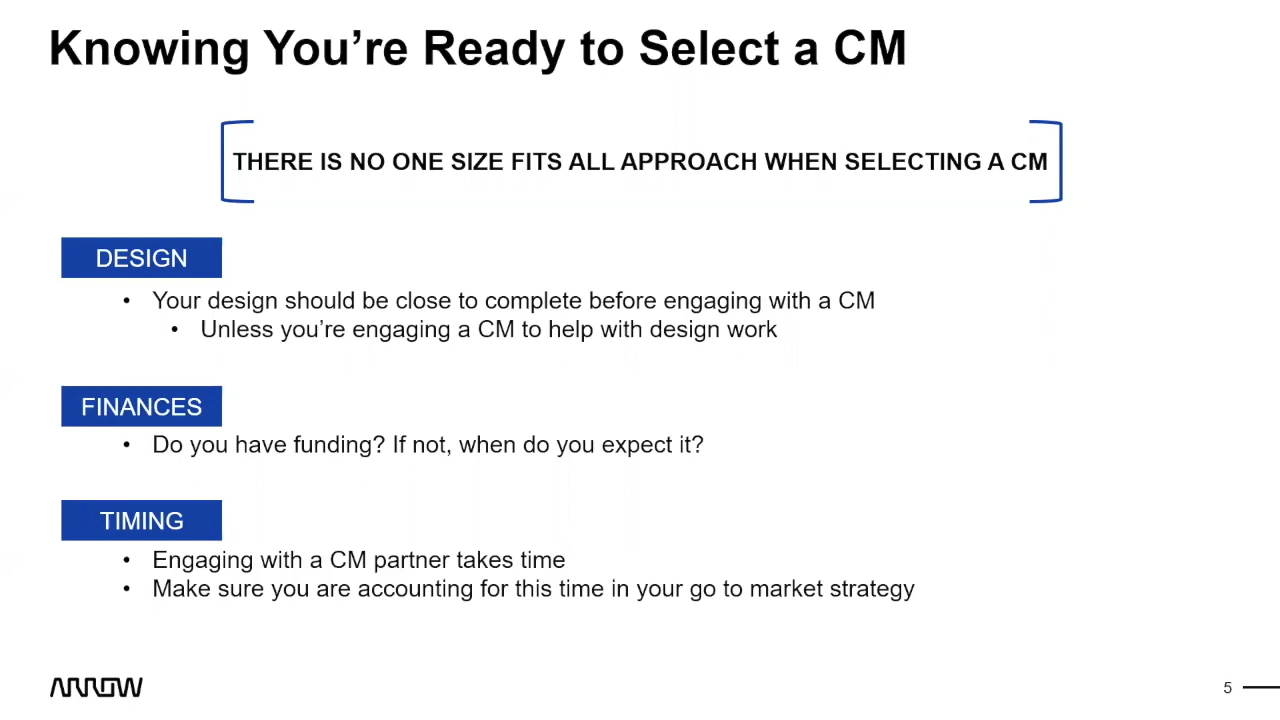 Knowing You’re Ready to Select a CM
THERE IS NO ONE SIZE FITS ALL APPROACH WHEN SELECTING A CM
DESIGN
• Your design should be close to complete before engaging with a CM
• Unless you’re engaging a CM to help with design work
FINANCES
• Do you have funding? If not, when do you expect it?
TIMING
• Engaging with a CM partner takes time
• Make sure you are accounting for this time in your go to market strategy
ARROW
5